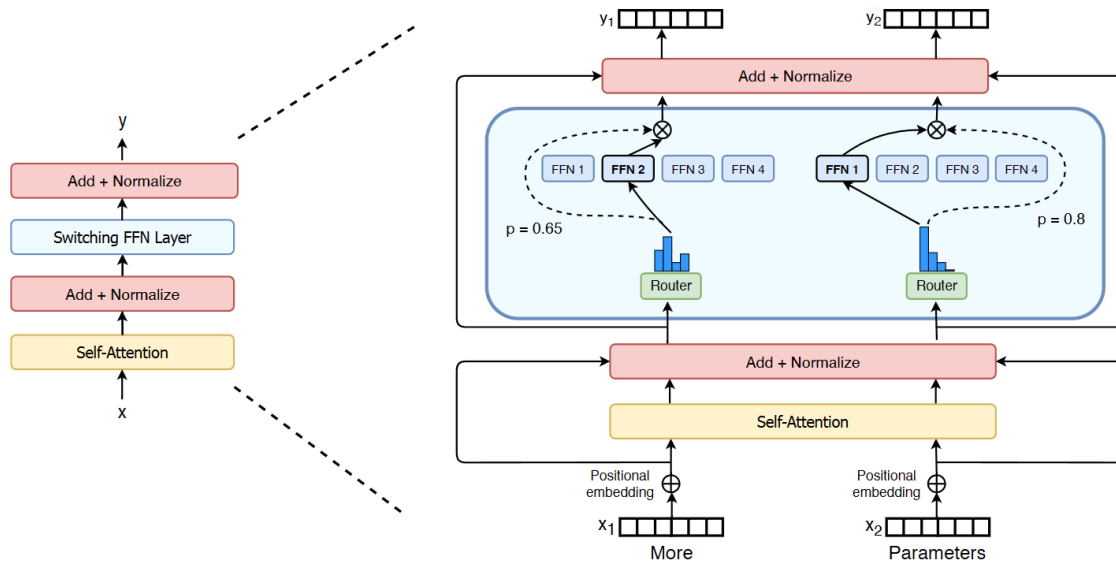 y
Add + Normalize
Switching FFN Layer
Add + Normalize
Self-Attention
x
y1
y2
Add + Normalize
FFN 1 FFN 2 FFN 3 FFN 4
FFN 1 FFN 2 FFN 3 FFN 4
p = 0.65
p = 0.8
Router
Router
Add + Normalize
Self-Attention
Positional
embedding
Positional
embedding
x1
x2
More
Parameters